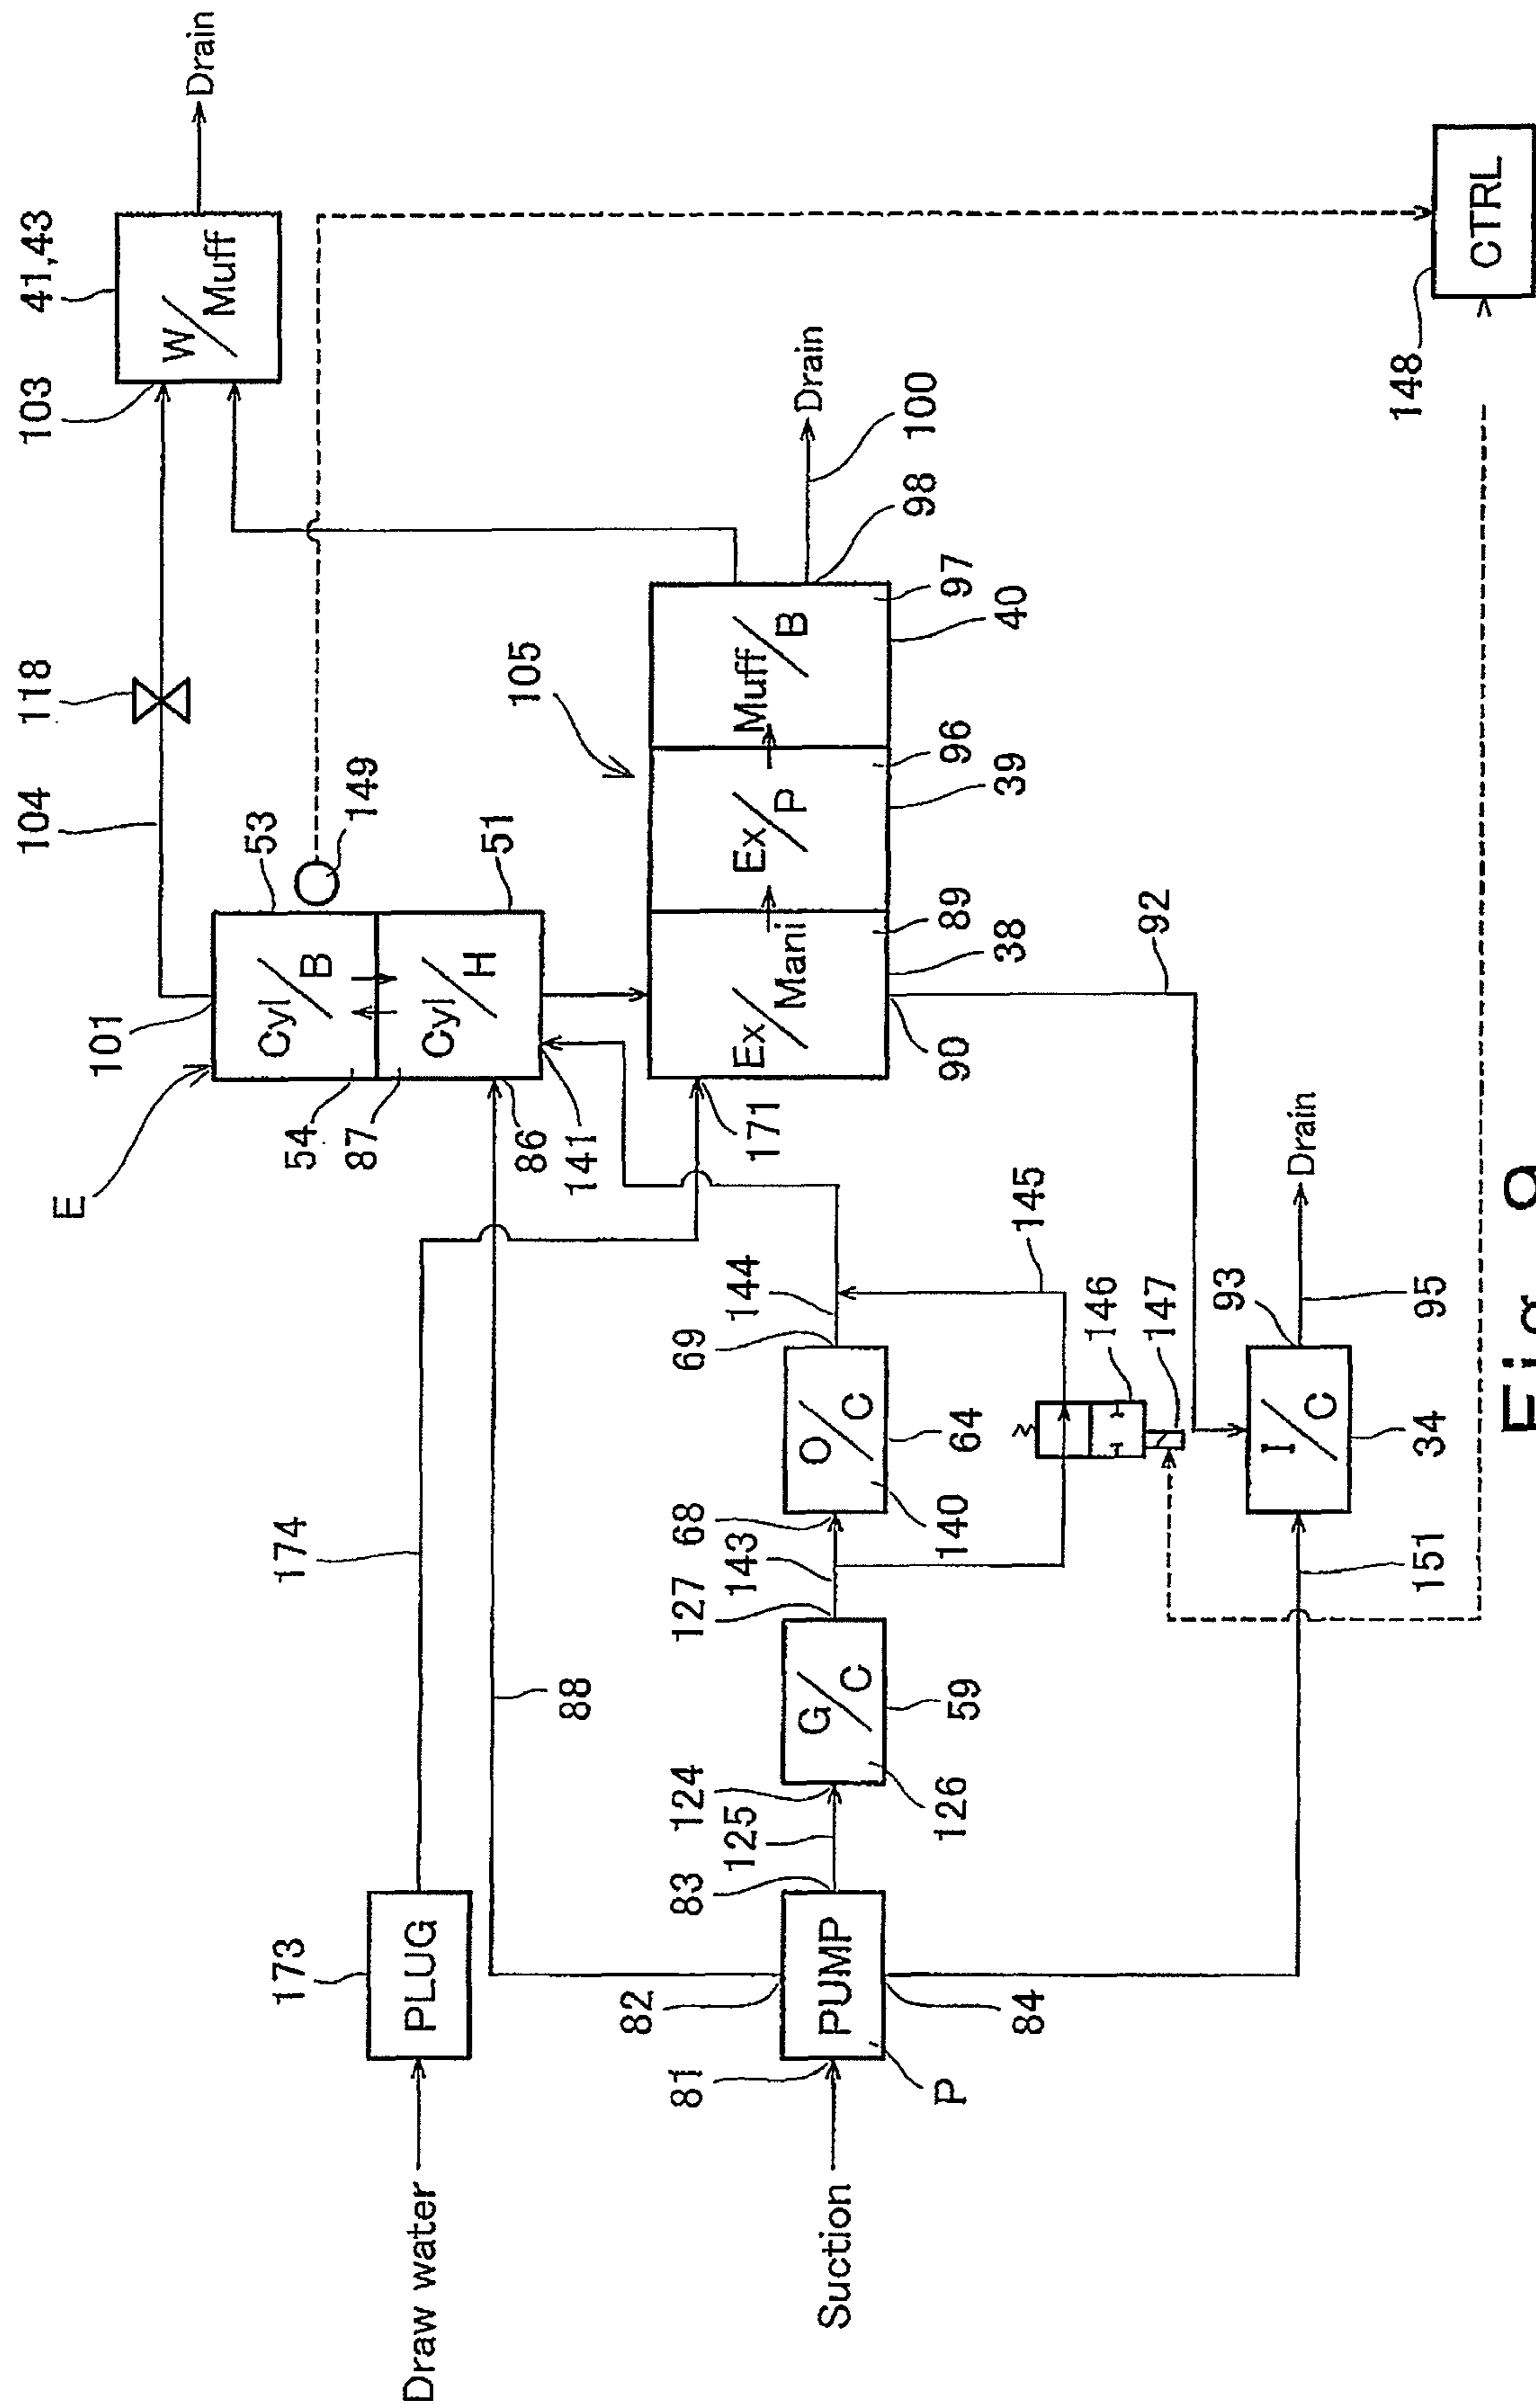 41,43
103
W/Muff
Drain
118
104
101
53
149
E
Cyl/B
Cyl/H
51
54
87
86
141
105
Ex/Mani
Ex/P
Muff/B
Drain
100
98
97
40
96
39
89
38
90
92
171
148
CTRL
174
88
173
PLUG
Draw water
Suction
81
82
83
84
PUMP
P
125
124
G/C
126
59
127
143
68
O/C
140
64
69
144
145
146
147
93
I/C
34
95
Drain
151
Fig. 9